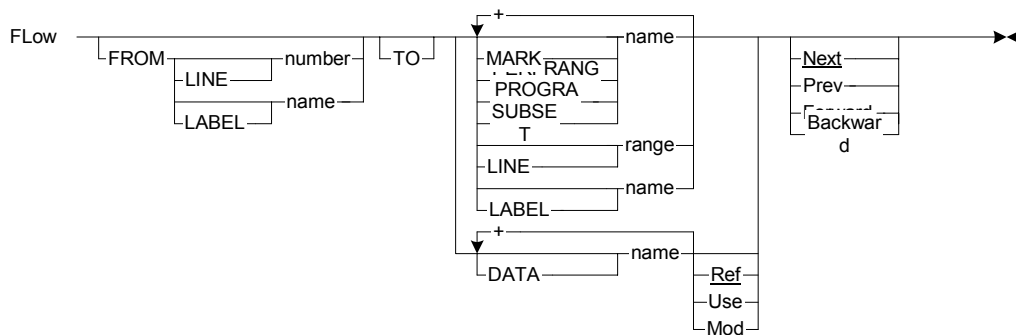 +
FLow
FROM
number
TO
name
LINE
name
LABEL
MARK
RANG
PROGRA
SUBSE
T
range
LINE
name
LABEL
+
name
DATA
Ref
Use
Mod
Next
Prev
Backwar
d